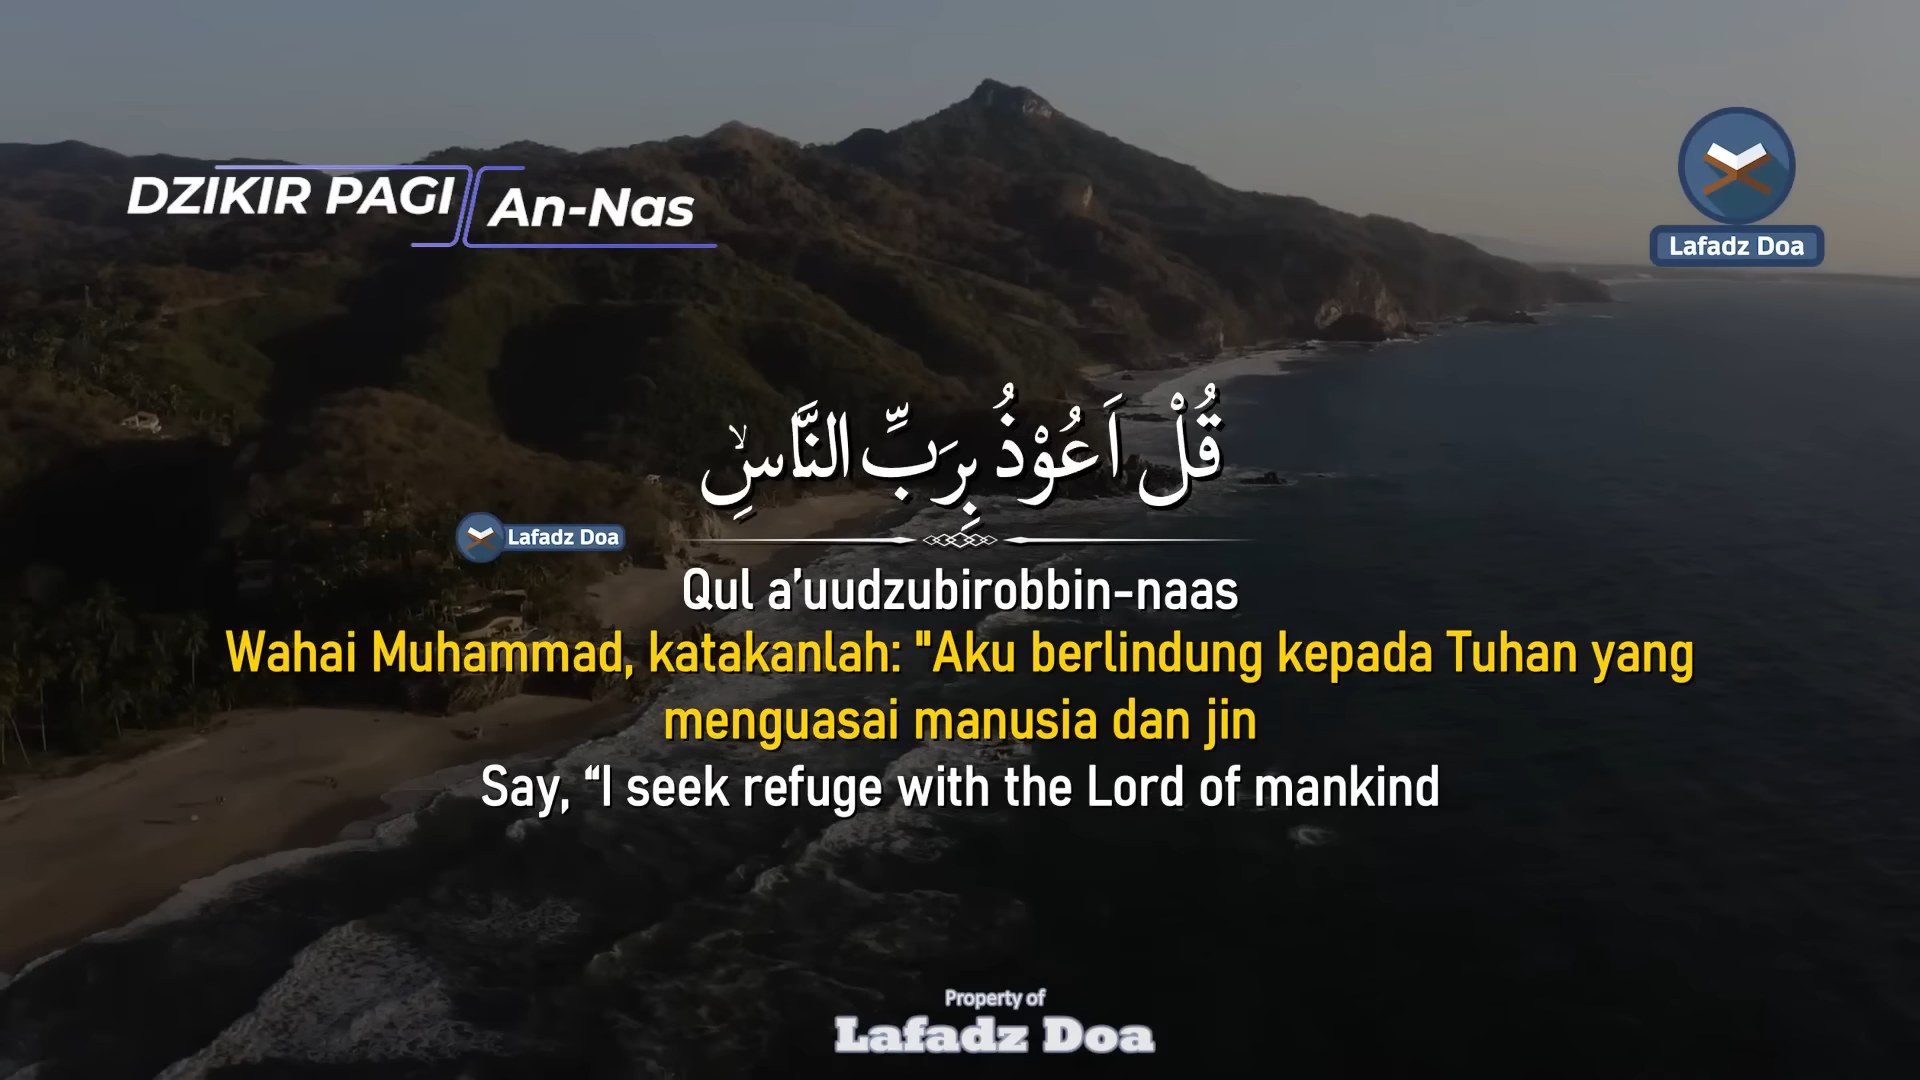 DZIKIR PAGI
An-Nas
Lafadz Doa
قُلْ اَعُوْذُ بِرَبِّ النَّاسِۙ
Lafadz Doa
Qul a’uudzubirobbin-naas
Wahai Muhammad, katakanlah: "Aku berlindung kepada Tuhan yang
menguasai manusia dan jin
Say, “I seek refuge with the Lord of mankind
Property of
Lafadz Doa